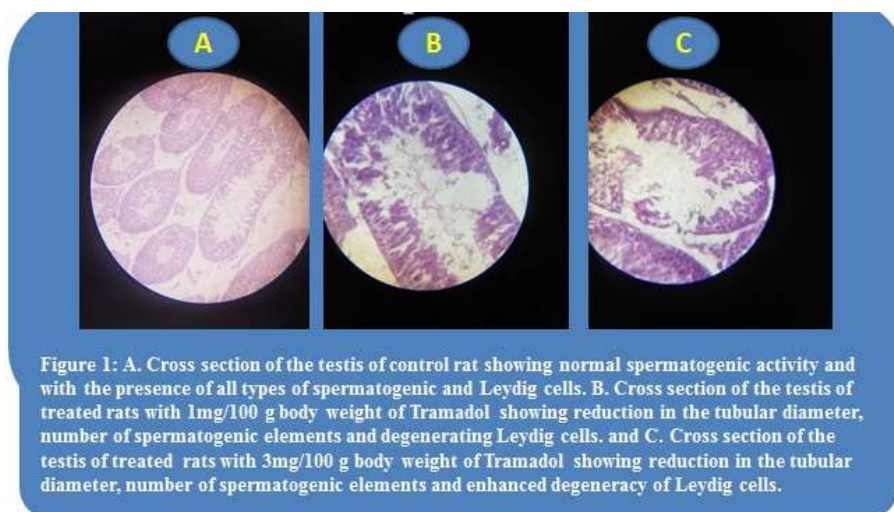 A
B
C
Figure 1: A. Cross section of the testis of control rat showing normal spermatogenic activity and
with the presence of all types of spermatogenic and Leydig cells. B. Cross section of the testis of
treated rats with 1mg/100 g body weight of Tramadol showing reduction in the tubular diameter,
number of spermatogenic elements and degenerating Leydig cells. and C. Cross section of the
testis of treated rats with 3mg/100 g body weight of Tramadol showing reduction in the tubular
diameter, number of spermatogenic elements and enhanced degeneracy of Leydig cells.